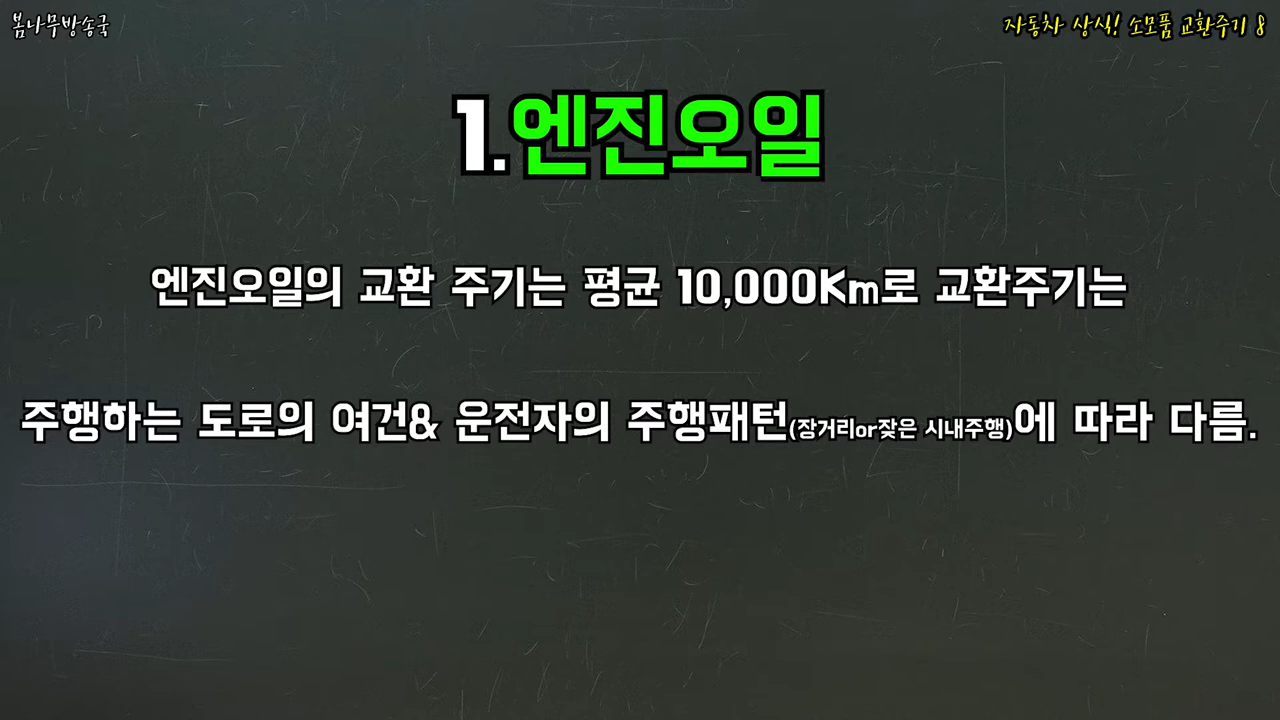 봄나무방송국
자동차 상식! 소모품 교환주기 8
1.엔진오일
엔진오일의 교환 주기는 평균 10,000Km로 교환주기는
주행하는 도로의 여건& 운전자의 주행패턴(장거리or잦은 시내주행)에 따라 다름.